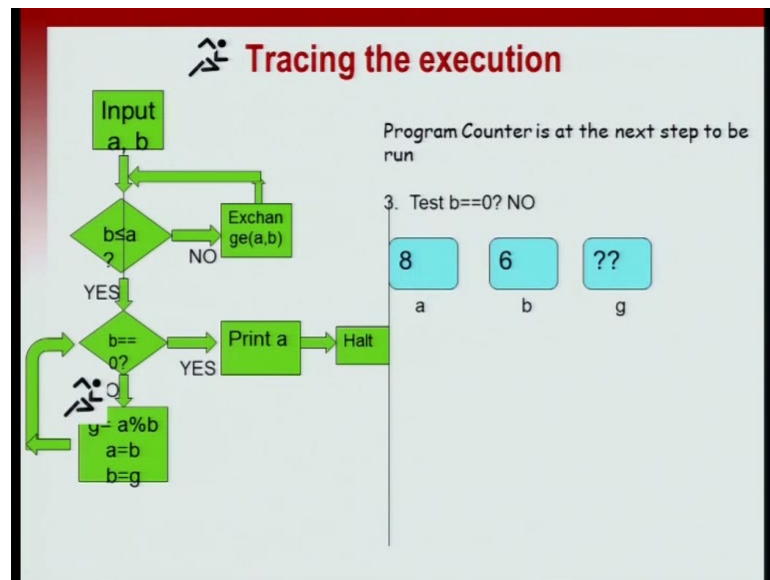 Tracing the execution
Input
a, b
b≤a
?
NO
Exchan
ge(a,b)
YES
b==
0?
YES
Print a
Halt
g= a%b
a=b
b=g
Program Counter is at the next step to be
run
3. Test b==0? NO
8
6
??
a
b
g